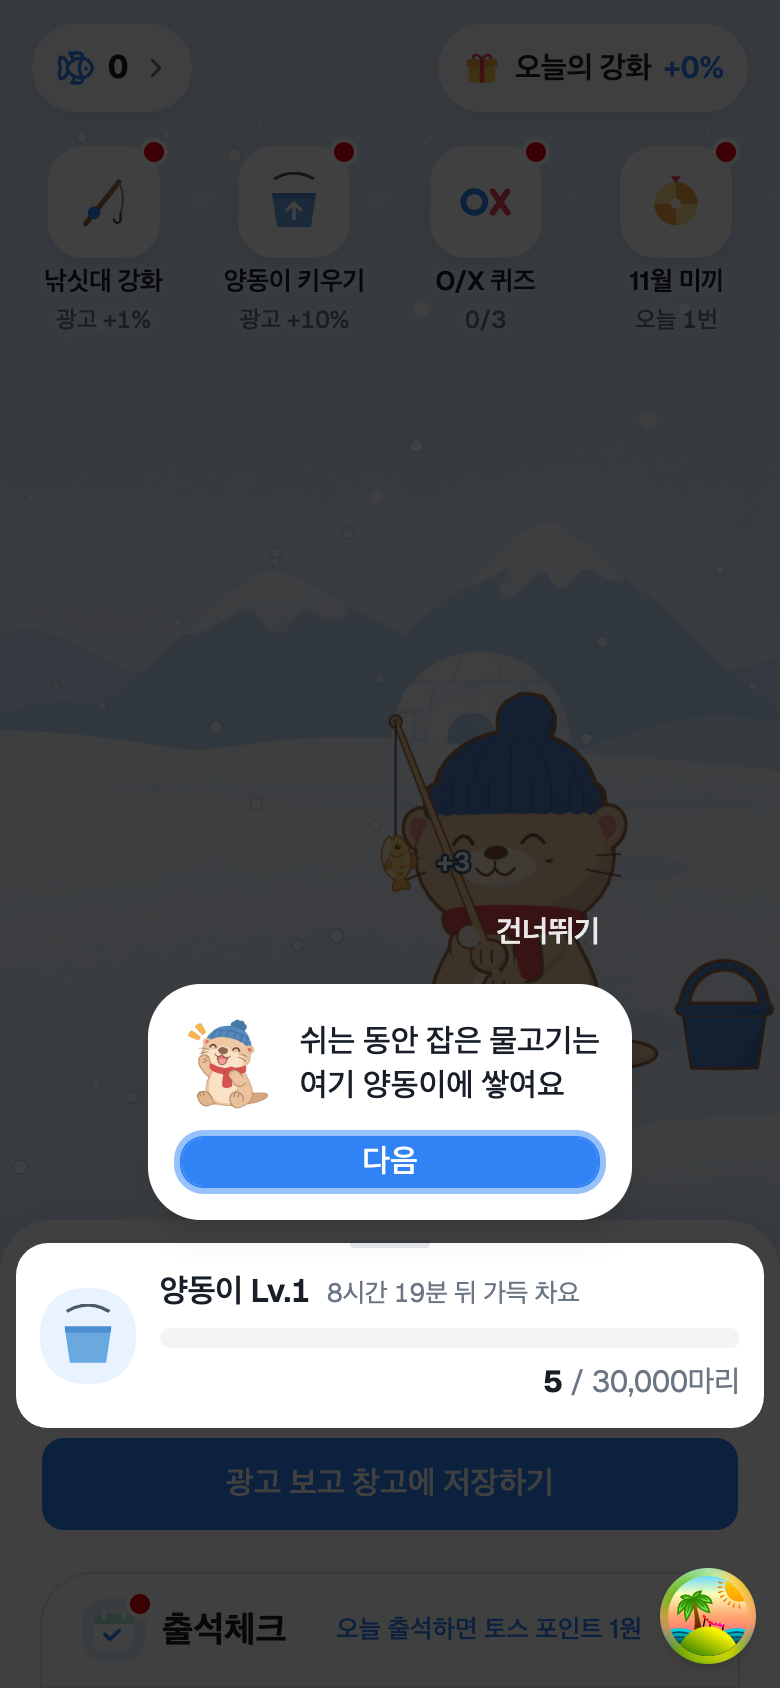 0
오늘의 강화 +0%
OX
낚싯대 강화
양동이 키우기
O/X 퀴즈
11월 미끼
광고 +1%
광고 +10%
0/3
오늘 1번
+3
건너뛰기
쉬는 동안 잡은 물고기는
여기 양동이에 쌓여요
다음
양동이 Lv.1 8시간 19분 뒤 가득 차요
5 / 30,000마리
광고 보고 창고에 저장하기
출석체크 오늘 출석하면 토스 포인트 1원